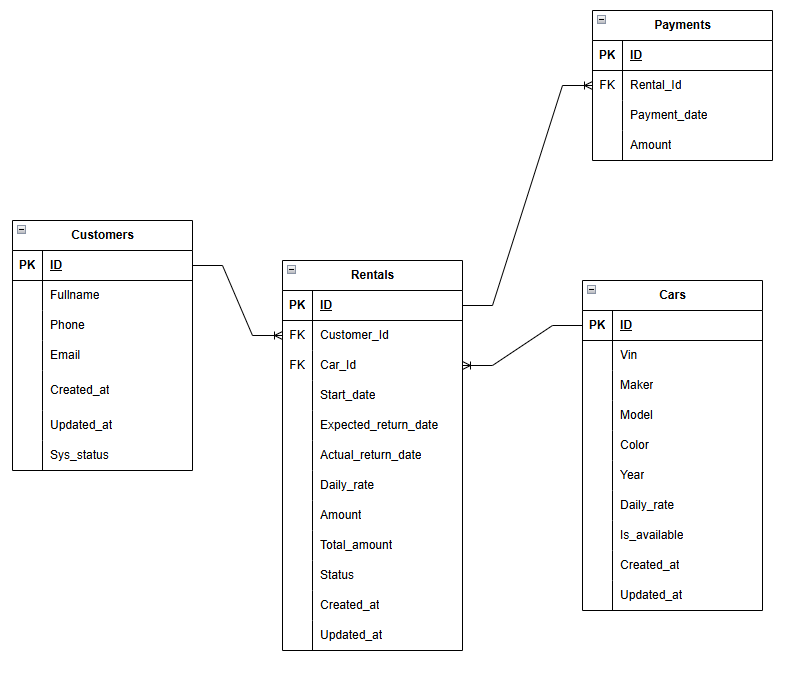 Payments
PK ID
FK Rental_Id
Payment_date
Amount
Customers
PK ID
Fullname
Phone
Email
Created_at
Updated_at
Sys_status
Rentals
PK ID
FK Customer_Id
FK Car_Id
Start_date
Expected_return_date
Actual_return_date
Daily_rate
Amount
Total_amount
Status
Created_at
Updated_at
Cars
PK ID
Vin
Maker
Model
Color
Year
Daily_rate
Is_available
Created_at
Updated_at